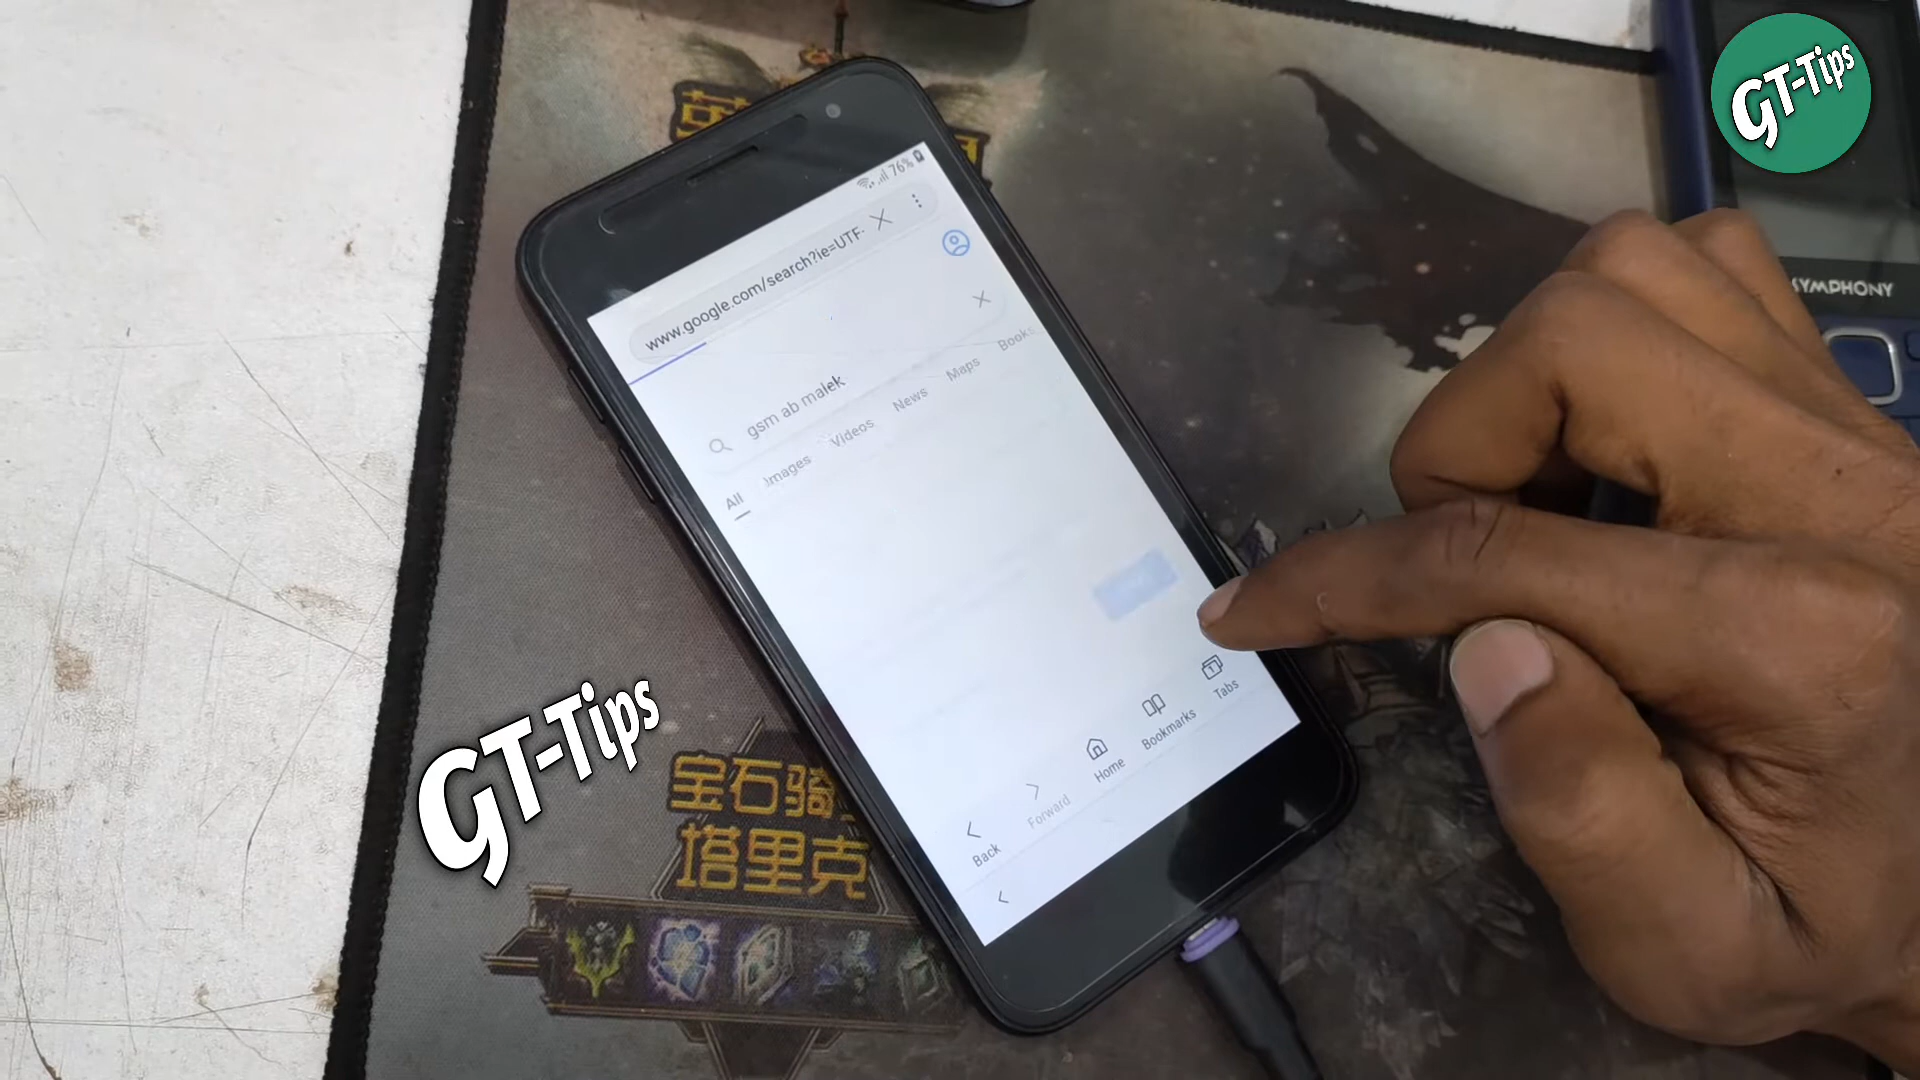 GT-Tips
76%
www.google.com/search?ie=UTF-
gsm ab malek
All Images Videos News Maps Books
SYMPHONY
GT-Tips
Back Forward Home Bookmarks Tabs
宝石骑
塔里克